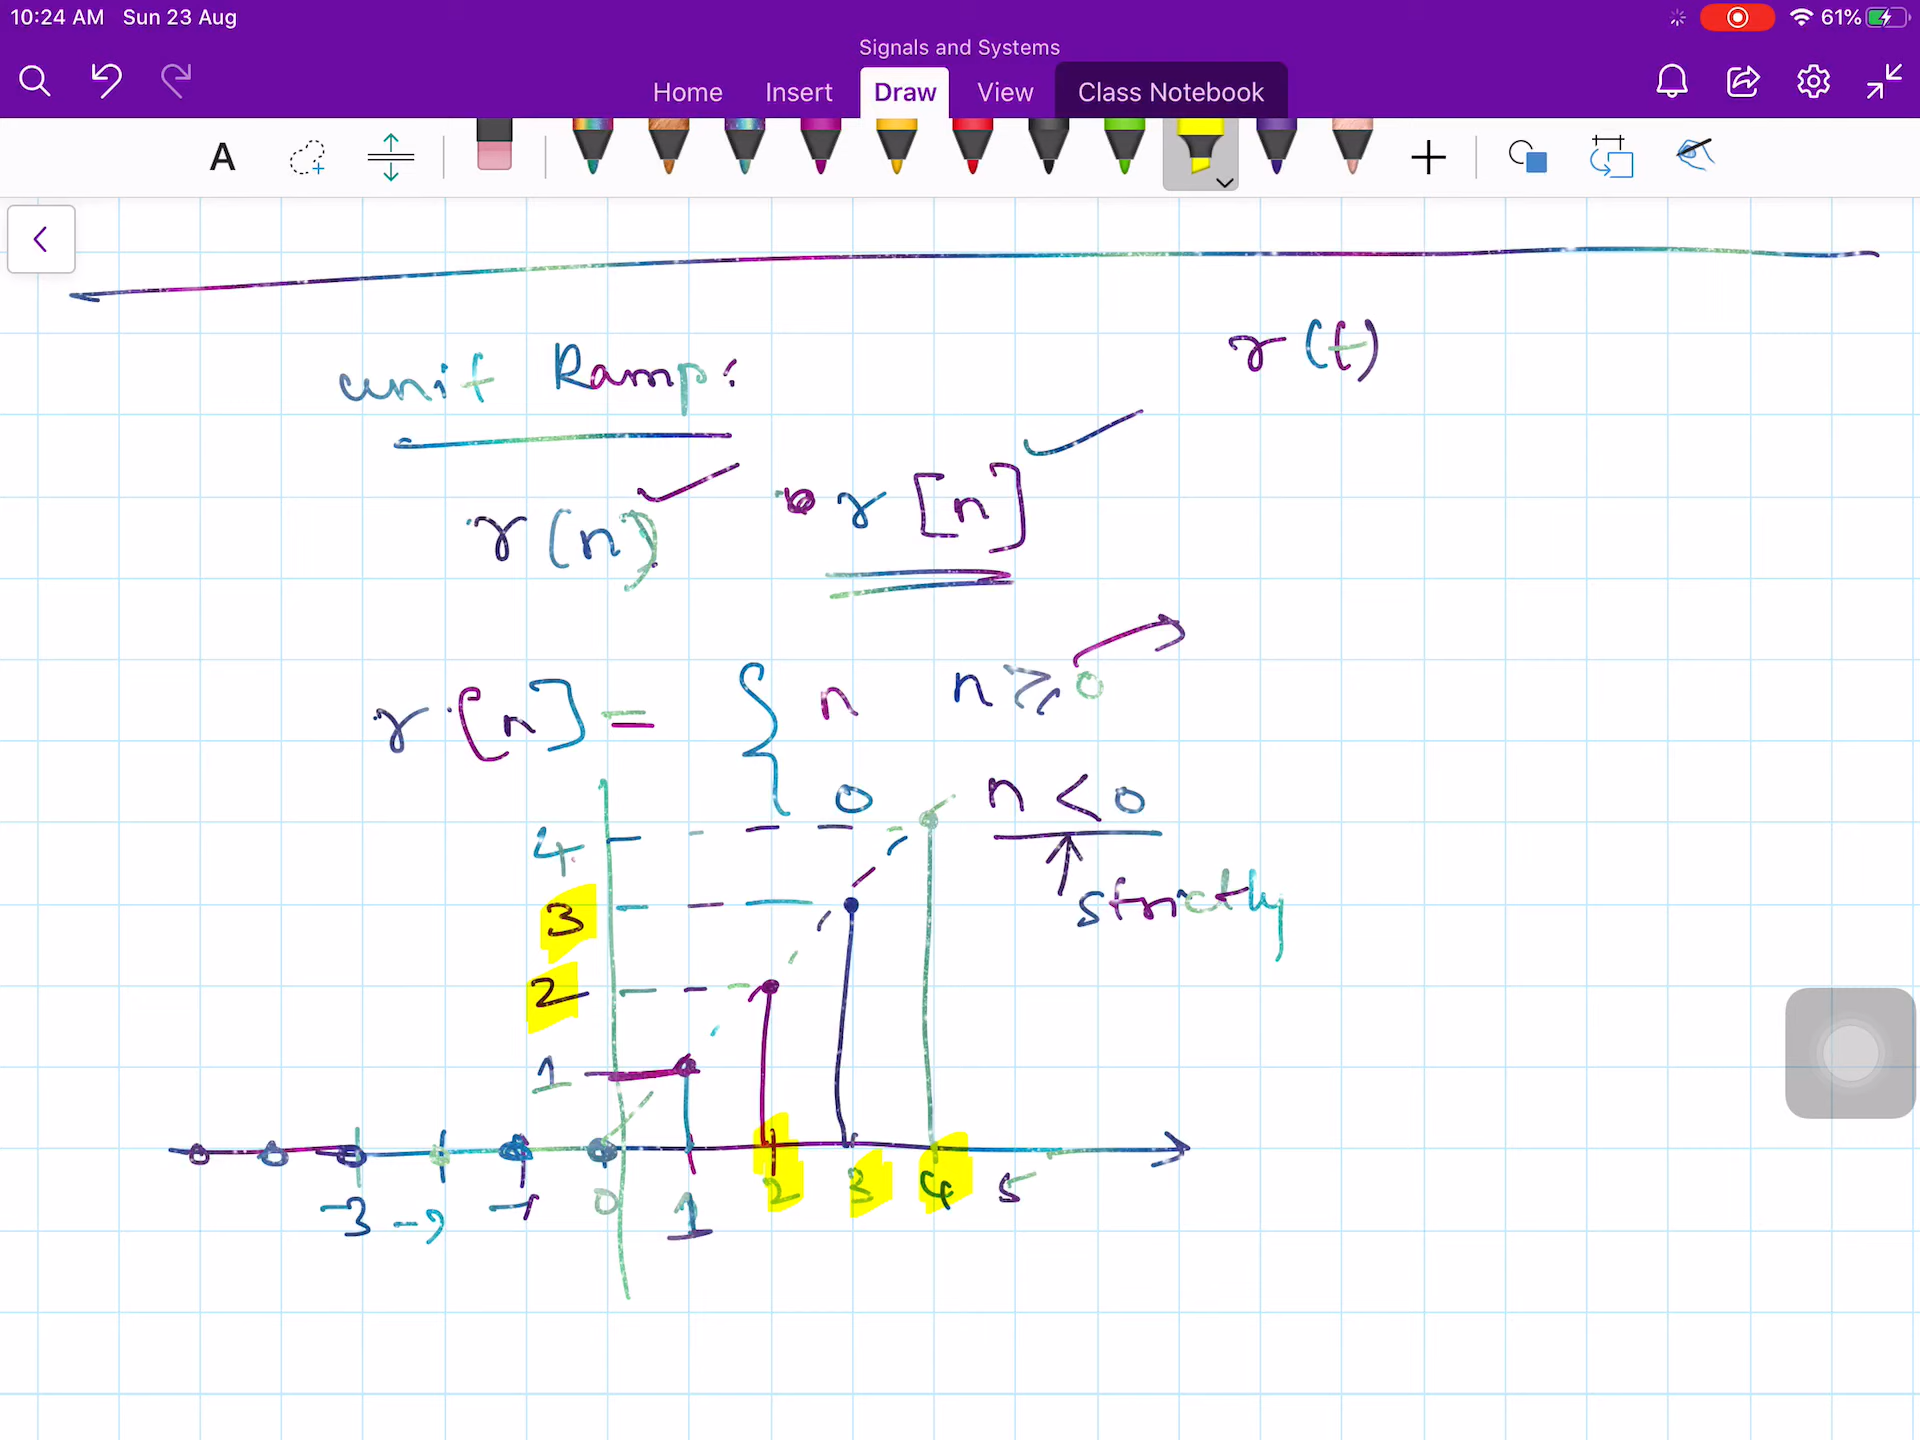 10:24 AM Sun 23 Aug 61%
Signals and Systems
Home Insert Draw View Class Notebook
A
r(t)
unit Ramp:
r(n) r[n]
r[n] = { n n ≥ 0
0 n < 0
strictly
4
3
2
1
-3 -2 -1 0 1 2 3 4 5